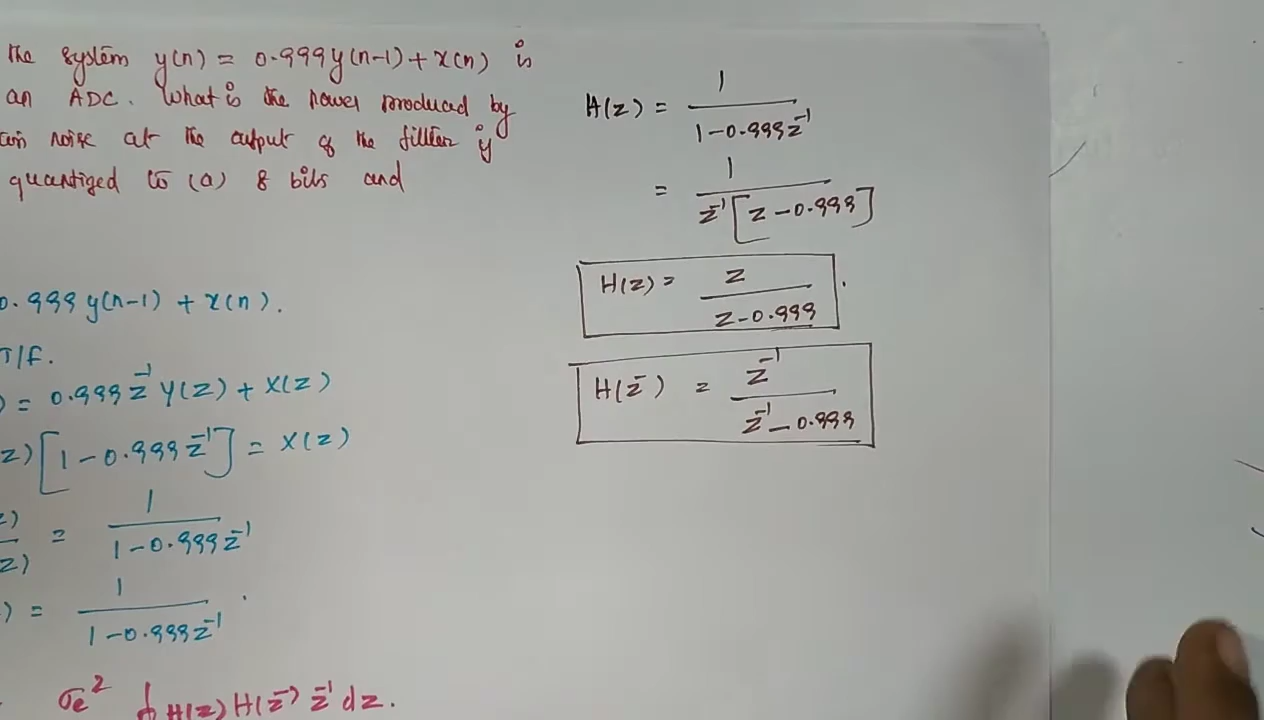 The system y(n) = 0.999y(n-1) + x(n) is
an ADC. What is the power produced by
noise at the output of the filter if
quantized to (a) 8 bits and
0.999 y(n-1) + x(n).
T/F.
) = 0.999 z⁻¹ Y(z) + X(z)
z) [1 - 0.999 z⁻¹] = X(z)
z)/z) = 1/(1 - 0.999 z⁻¹)
) = 1/(1 - 0.999 z⁻¹).
σe² ∮ H(z) H(z⁻¹) z⁻¹ dz.
H(z) = 1/(1 - 0.999 z⁻¹)
= 1/(z⁻¹ [z - 0.999])
H(z) = z/(z - 0.999).
H(z⁻) = z⁻¹/(z⁻¹ - 0.999)